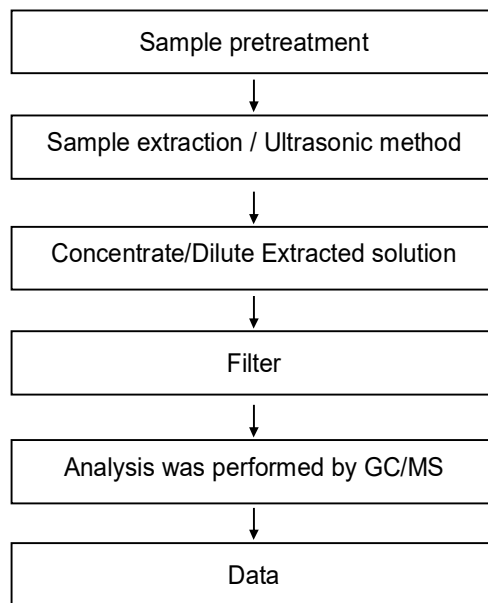 Sample pretreatment
Sample extraction / Ultrasonic method
Concentrate/Dilute Extracted solution
Filter
Analysis was performed by GC/MS
Data